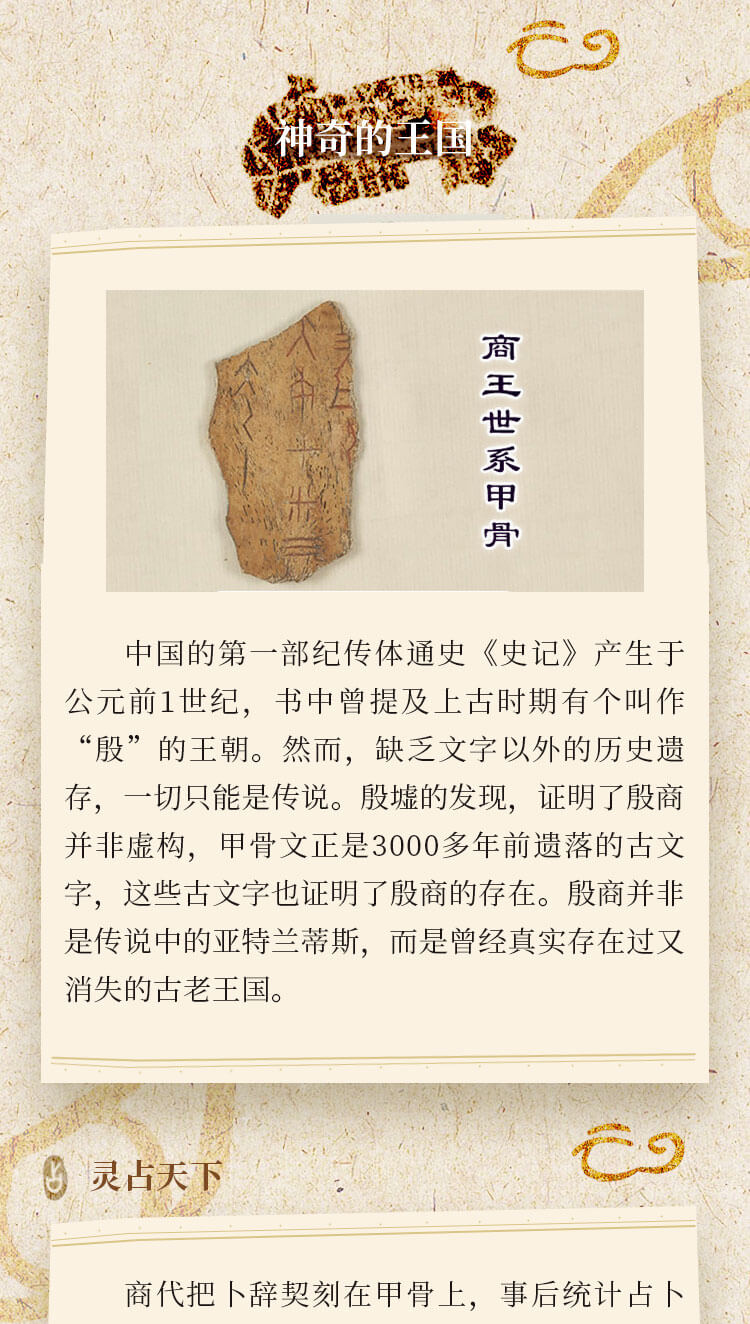 神奇的王国
商王世系甲骨
中国的第一部纪传体通史《史记》产生于
公元前1世纪，书中曾提及上古时期有个叫作
“殷”的王朝。然而，缺乏文字以外的历史遗
存，一切只能是传说。殷墟的发现，证明了殷商
并非虚构，甲骨文正是3000多年前遗落的古文
字，这些古文字也证明了殷商的存在。殷商并非
是传说中的亚特兰蒂斯，而是曾经真实存在过又
消失的古老王国。
灵占天下
商代把卜辞契刻在甲骨上，事后统计占卜